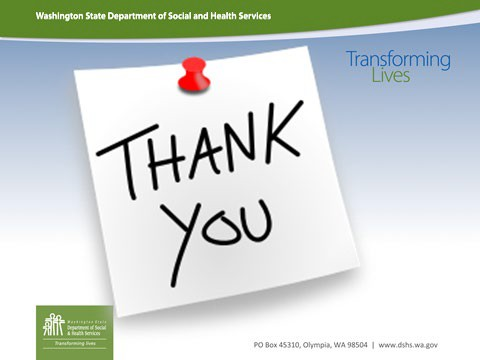 Washington State Department of Social and Health Services
Transforming
Lives
THANK
YOU
Washington State
Department of Social
& Health Services
Transforming lives
PO Box 45310, Olympia, WA 98504 | www.dshs.wa.gov